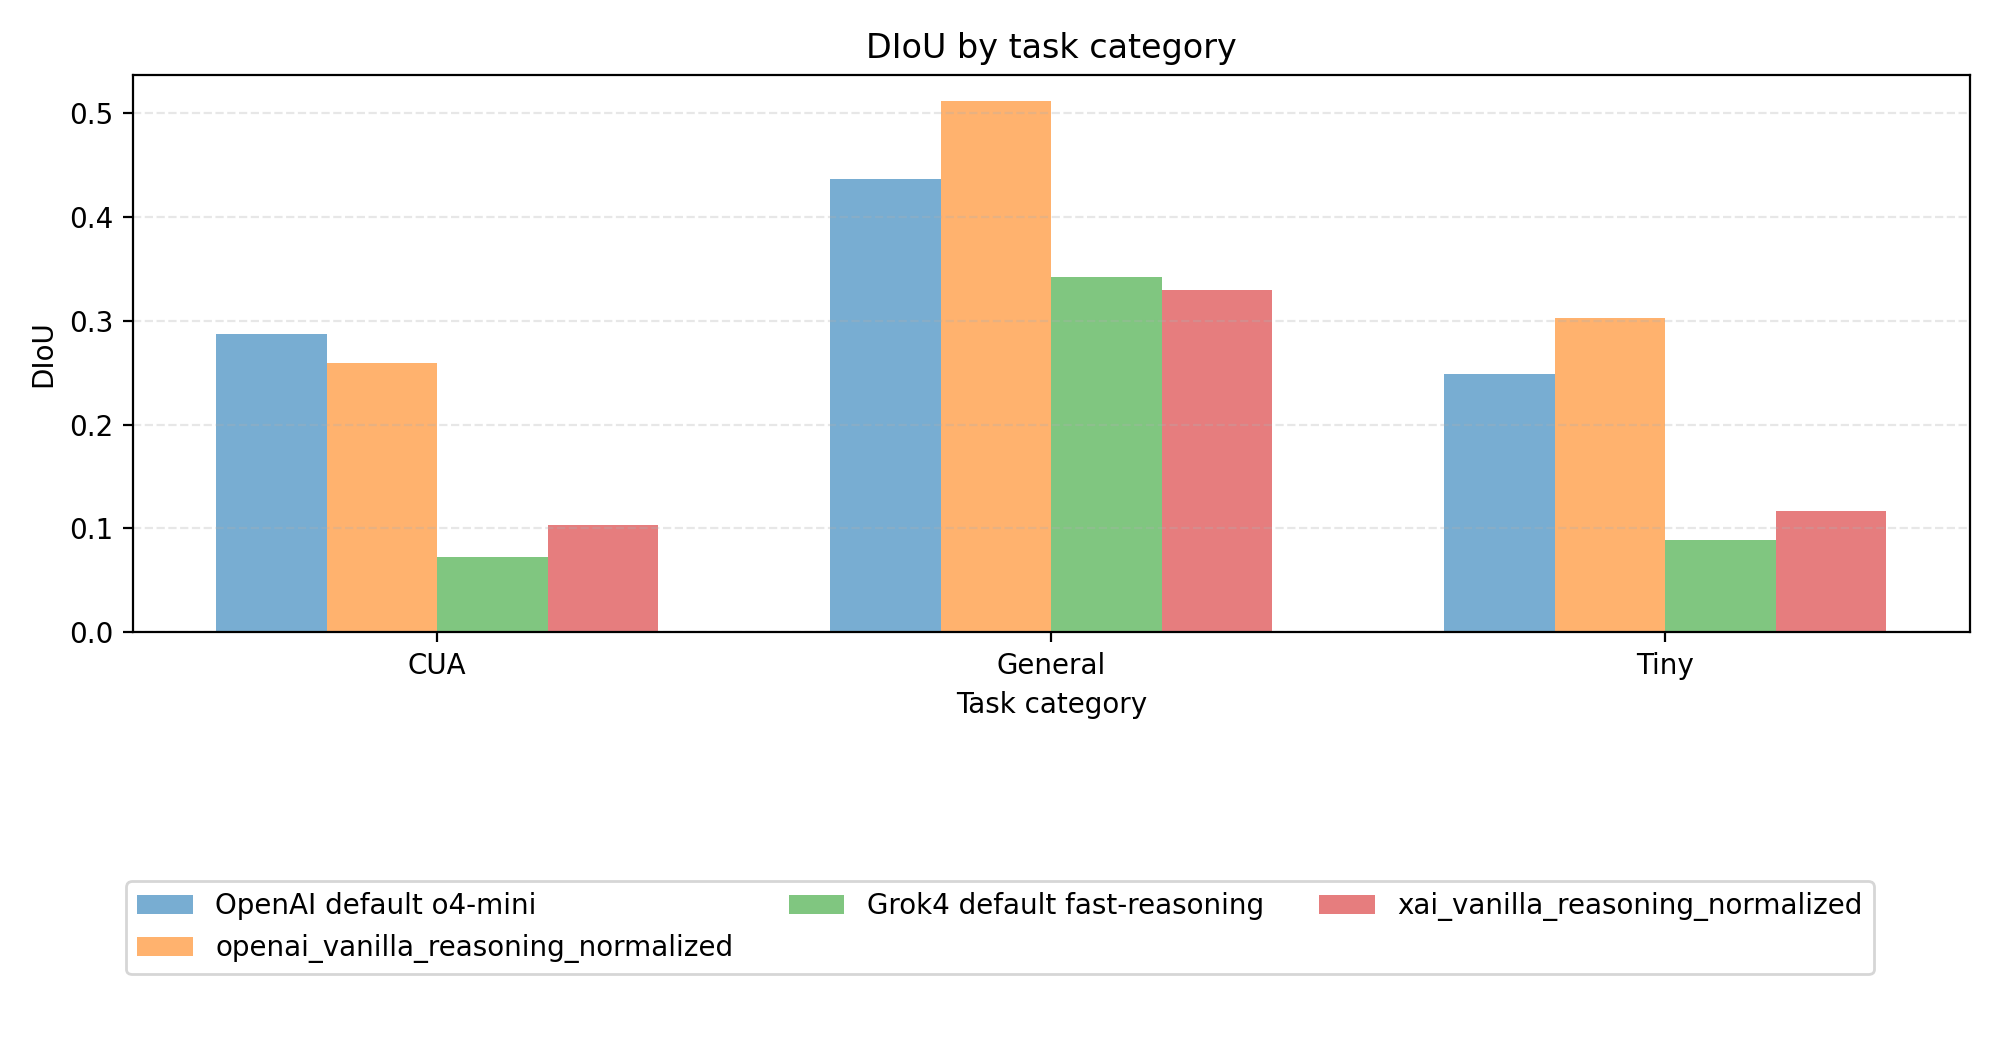 DIoU by task category
DIoU
0.5
0.4
0.3
0.2
0.1
0.0
CUA General Tiny
Task category
OpenAI default o4-mini Grok4 default fast-reasoning xai_vanilla_reasoning_normalized
openai_vanilla_reasoning_normalized